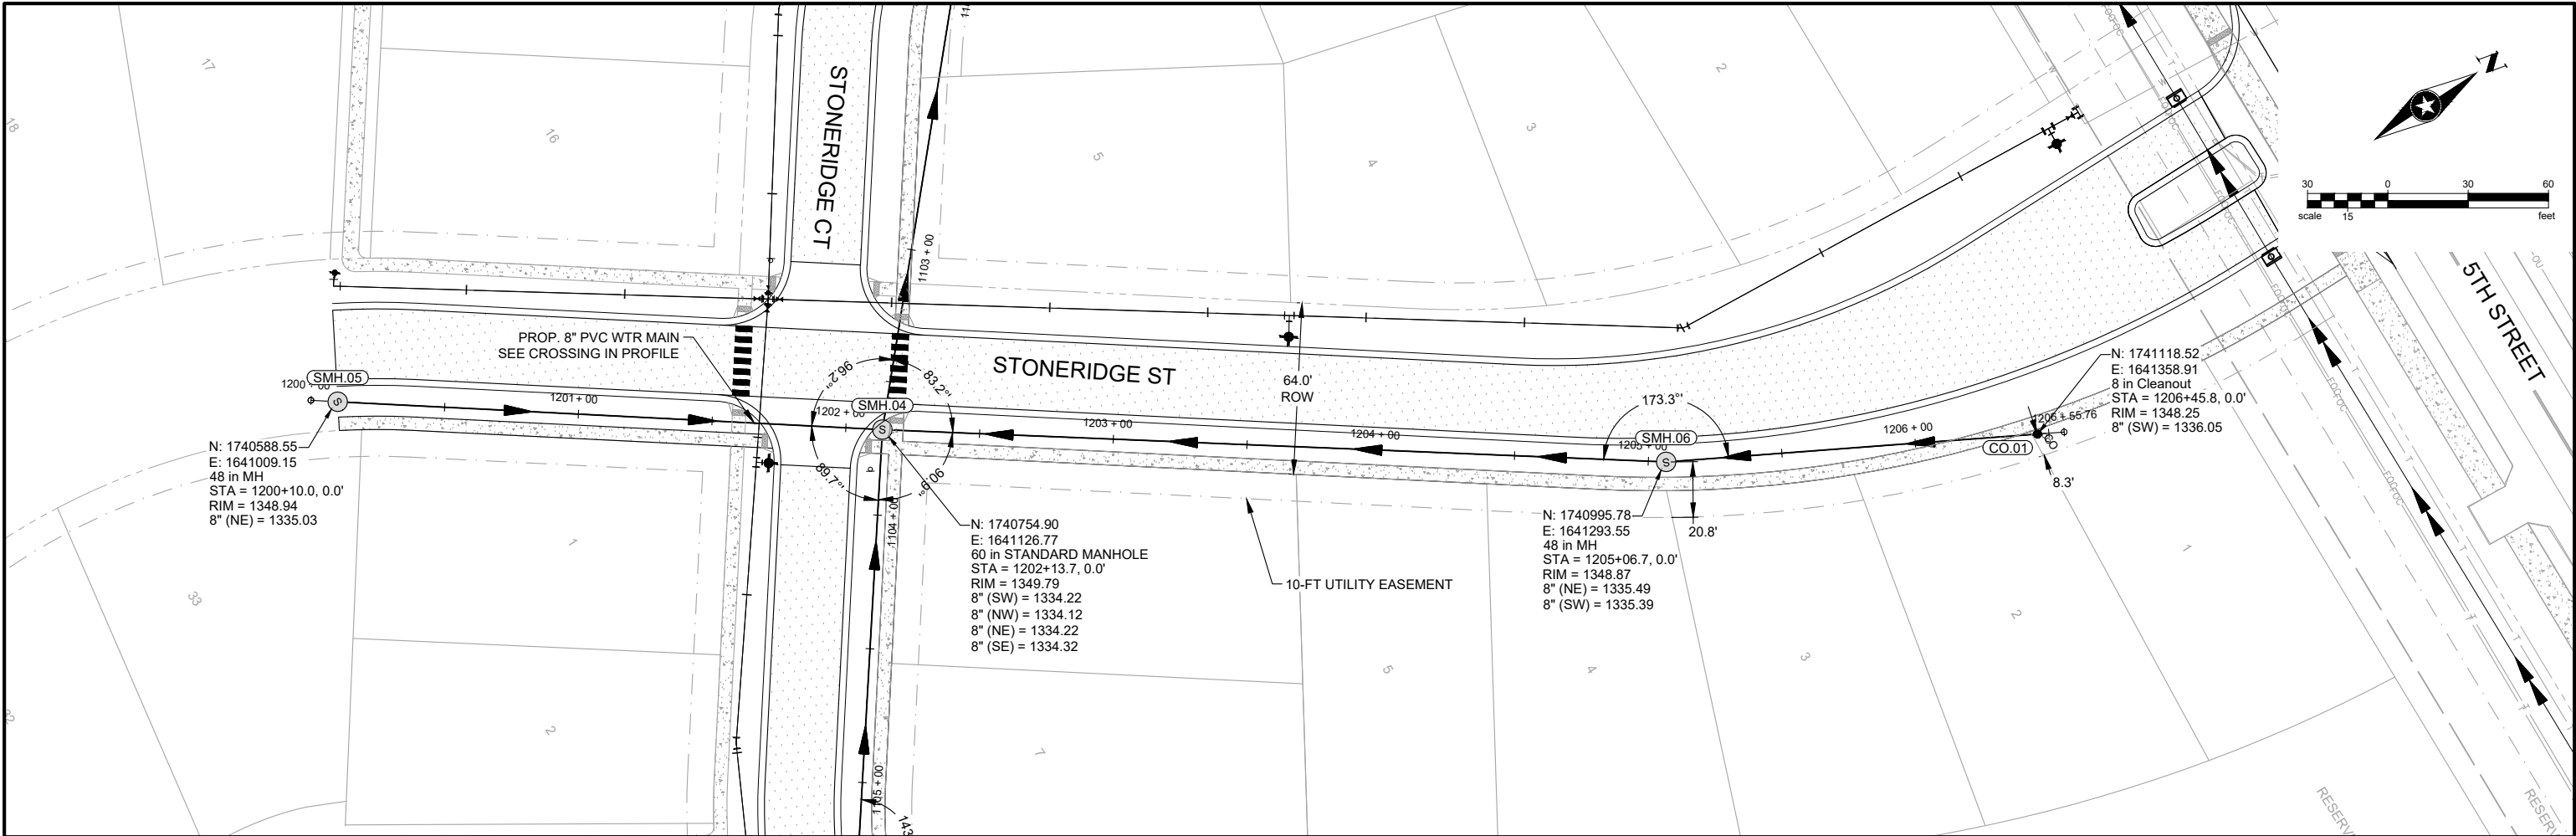 17
18
16
5
3
4
2
STONERIDGE CT
N
30
0
30
60
scale
15
feet
1103 + 00
PROP. 8" PVC WTR MAIN
SEE CROSSING IN PROFILE
STONERIDGE ST
64.0'
ROW
5TH STREET
SMH.05
1201 + 00
96.2°
83.2°
SMH.04
1202 + 00
1203 + 00
1204 + 00
173.3°
SMH.06
1206 + 00
1206 + 55.76
CO
CO.01
8.3'
N: 1741118.52
E: 1641358.91
8 in Cleanout
STA = 1206+45.8, 0.0'
RIM = 1348.25
8" (SW) = 1336.05
N: 1740588.55
E: 1641009.15
48 in MH
STA = 1200+10.0, 0.0'
RIM = 1348.94
8" (NE) = 1335.03
89.7°
90.9°
1104 + 00
N: 1740754.90
E: 1641126.77
60 in STANDARD MANHOLE
STA = 1202+13.7, 0.0'
RIM = 1349.79
8" (SW) = 1334.22
8" (NW) = 1334.12
8" (NE) = 1334.22
8" (SE) = 1334.32
10-FT UTILITY EASEMENT
N: 1740995.78
E: 1641293.55
48 in MH
STA = 1205+06.7, 0.0'
RIM = 1348.87
8" (NE) = 1335.49
8" (SW) = 1335.39
20.8'
1
33
2
7
5
4
3
2
1
1105 + 00
143